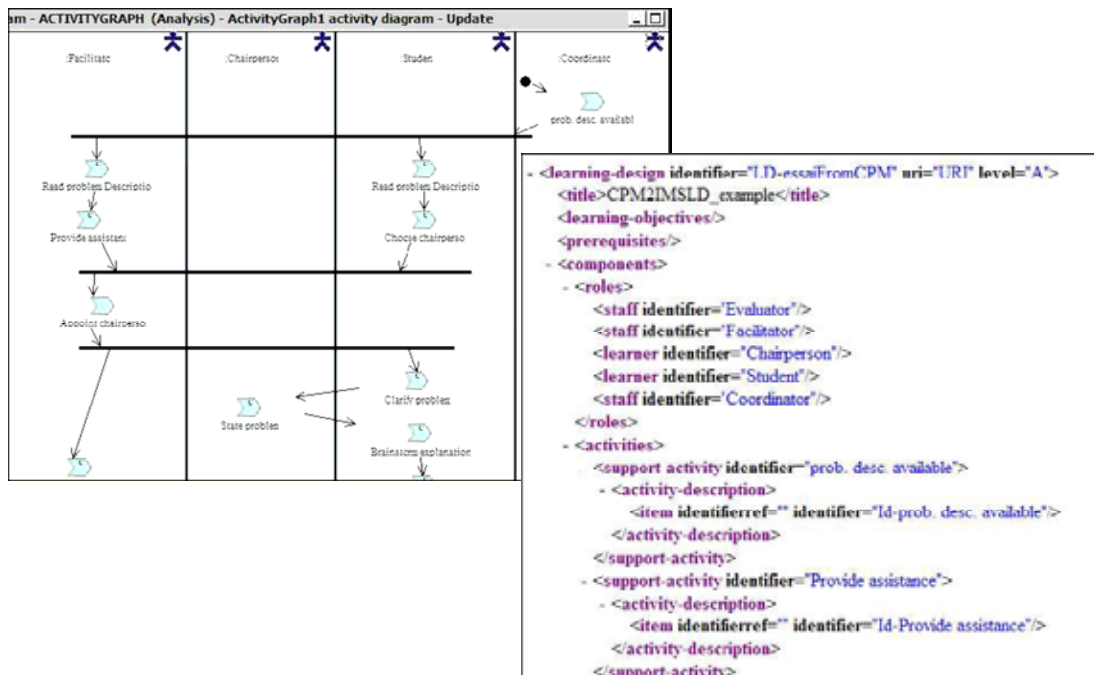 am - ACTIVITYGRAPH (Analysis) - ActivityGraph1 activity diagram - Update
:Facilitato :Chairperson :Studen :Coordinato
prob. desc. availabl
Read problem Descriptio Read problem Descriptio
Provide assistanc Choose chairperso
Appoint chairperso
Clarify problem
State problem
Brainstorm explanation
- <learning-design identifier="LD-essaiFromCPM" uri="URI" level="A">
<title>CPM2IMSLD_example</title>
<learning-objectives/>
<prerequisites/>
- <components>
- <roles>
<staff identifier="Evaluator"/>
<staff identifier="Facilitator"/>
<learner identifier="Chairperson"/>
<learner identifier="Student"/>
<staff identifier="Coordinator"/>
</roles>
- <activities>
<support activity identifier="prob. desc. available">
- <activity-description>
<item identifierref="" identifier="Id-prob. desc. available"/>
</activity-description>
</support-activity>
- <support-activity identifier="Provide assistance">
- <activity-description>
<item identifierref="" identifier="Id-Provide assistance"/>
</activity-description>
</support-activity>